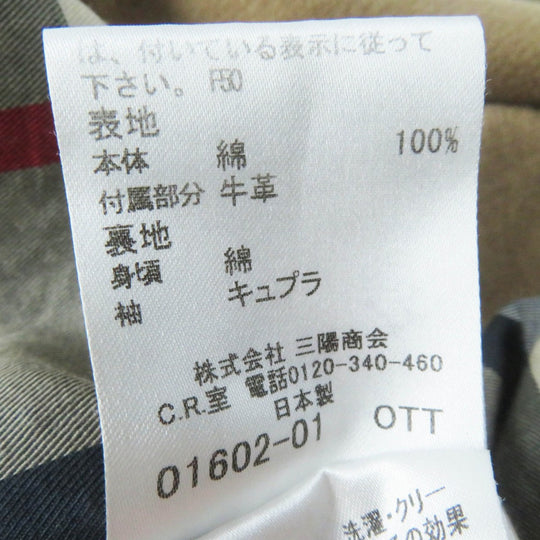 は、付いている表示に従って
下さい。 F50
表地
本体 綿 100%
付属部分 牛革
裏地
身頃 綿
袖 キュプラ
株式会社 三陽商会
C.R.室 電話0120-340-460
日本製
01602-01 OTT
洗濯・クリー
の効果